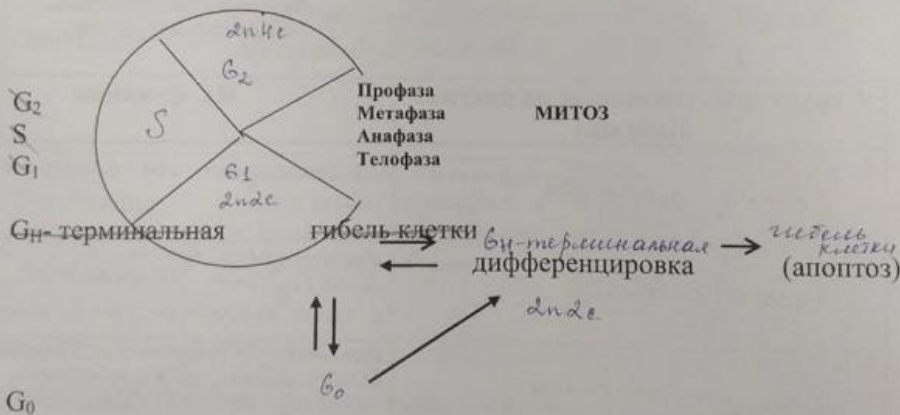 2n4c
G₂
S
G1
2n2c
G₂
S
G₁
Профаза
Метафаза
Анафаза
Телофаза
МИТОЗ
Gн- терминальная гибель клетки
Gн-терминальная гибель клетки
дифференцировка (апоптоз)
2n2c.
G₀
G₀